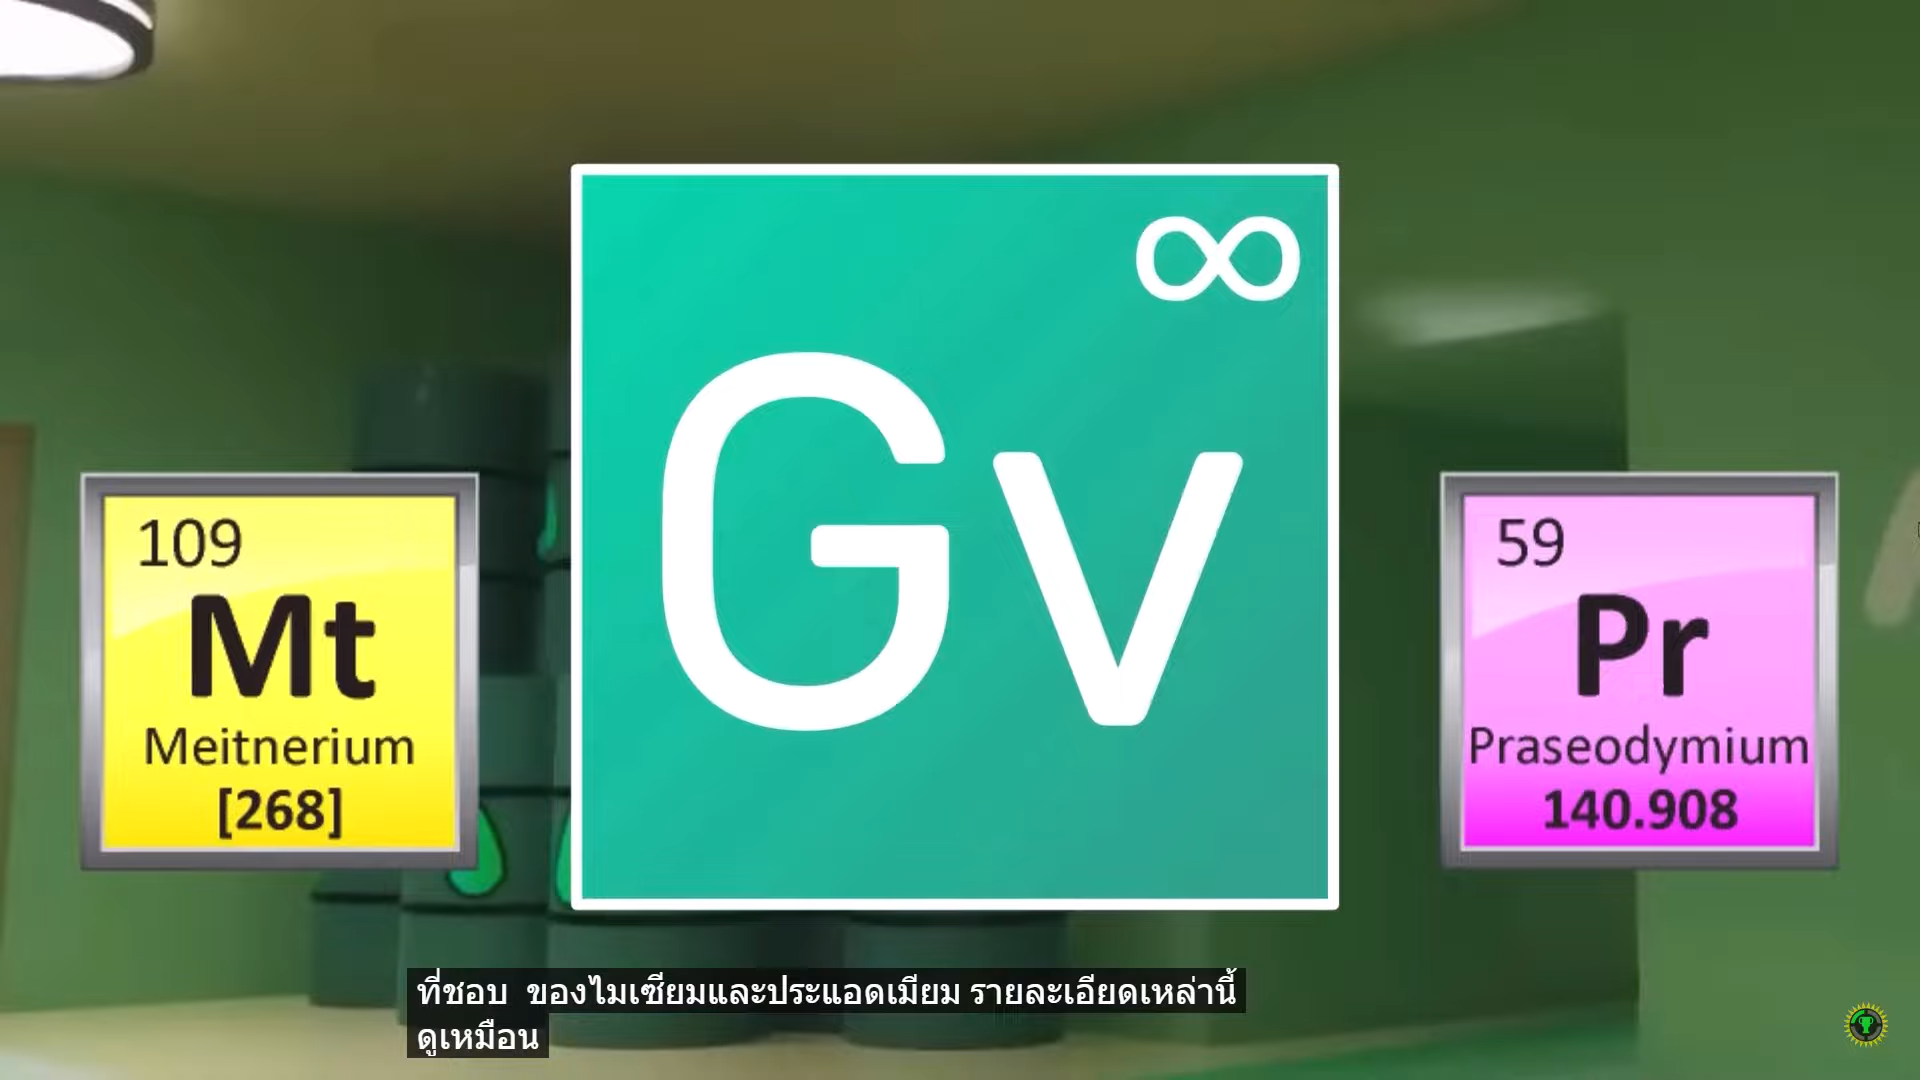 ∞
Gv
109
Mt
Meitnerium
[268]
59
Pr
Praseodymium
140.908
ที่ชอบ ของไมเซียมและประแอดเมียม รายละเอียดเหล่านี้
ดูเหมือน